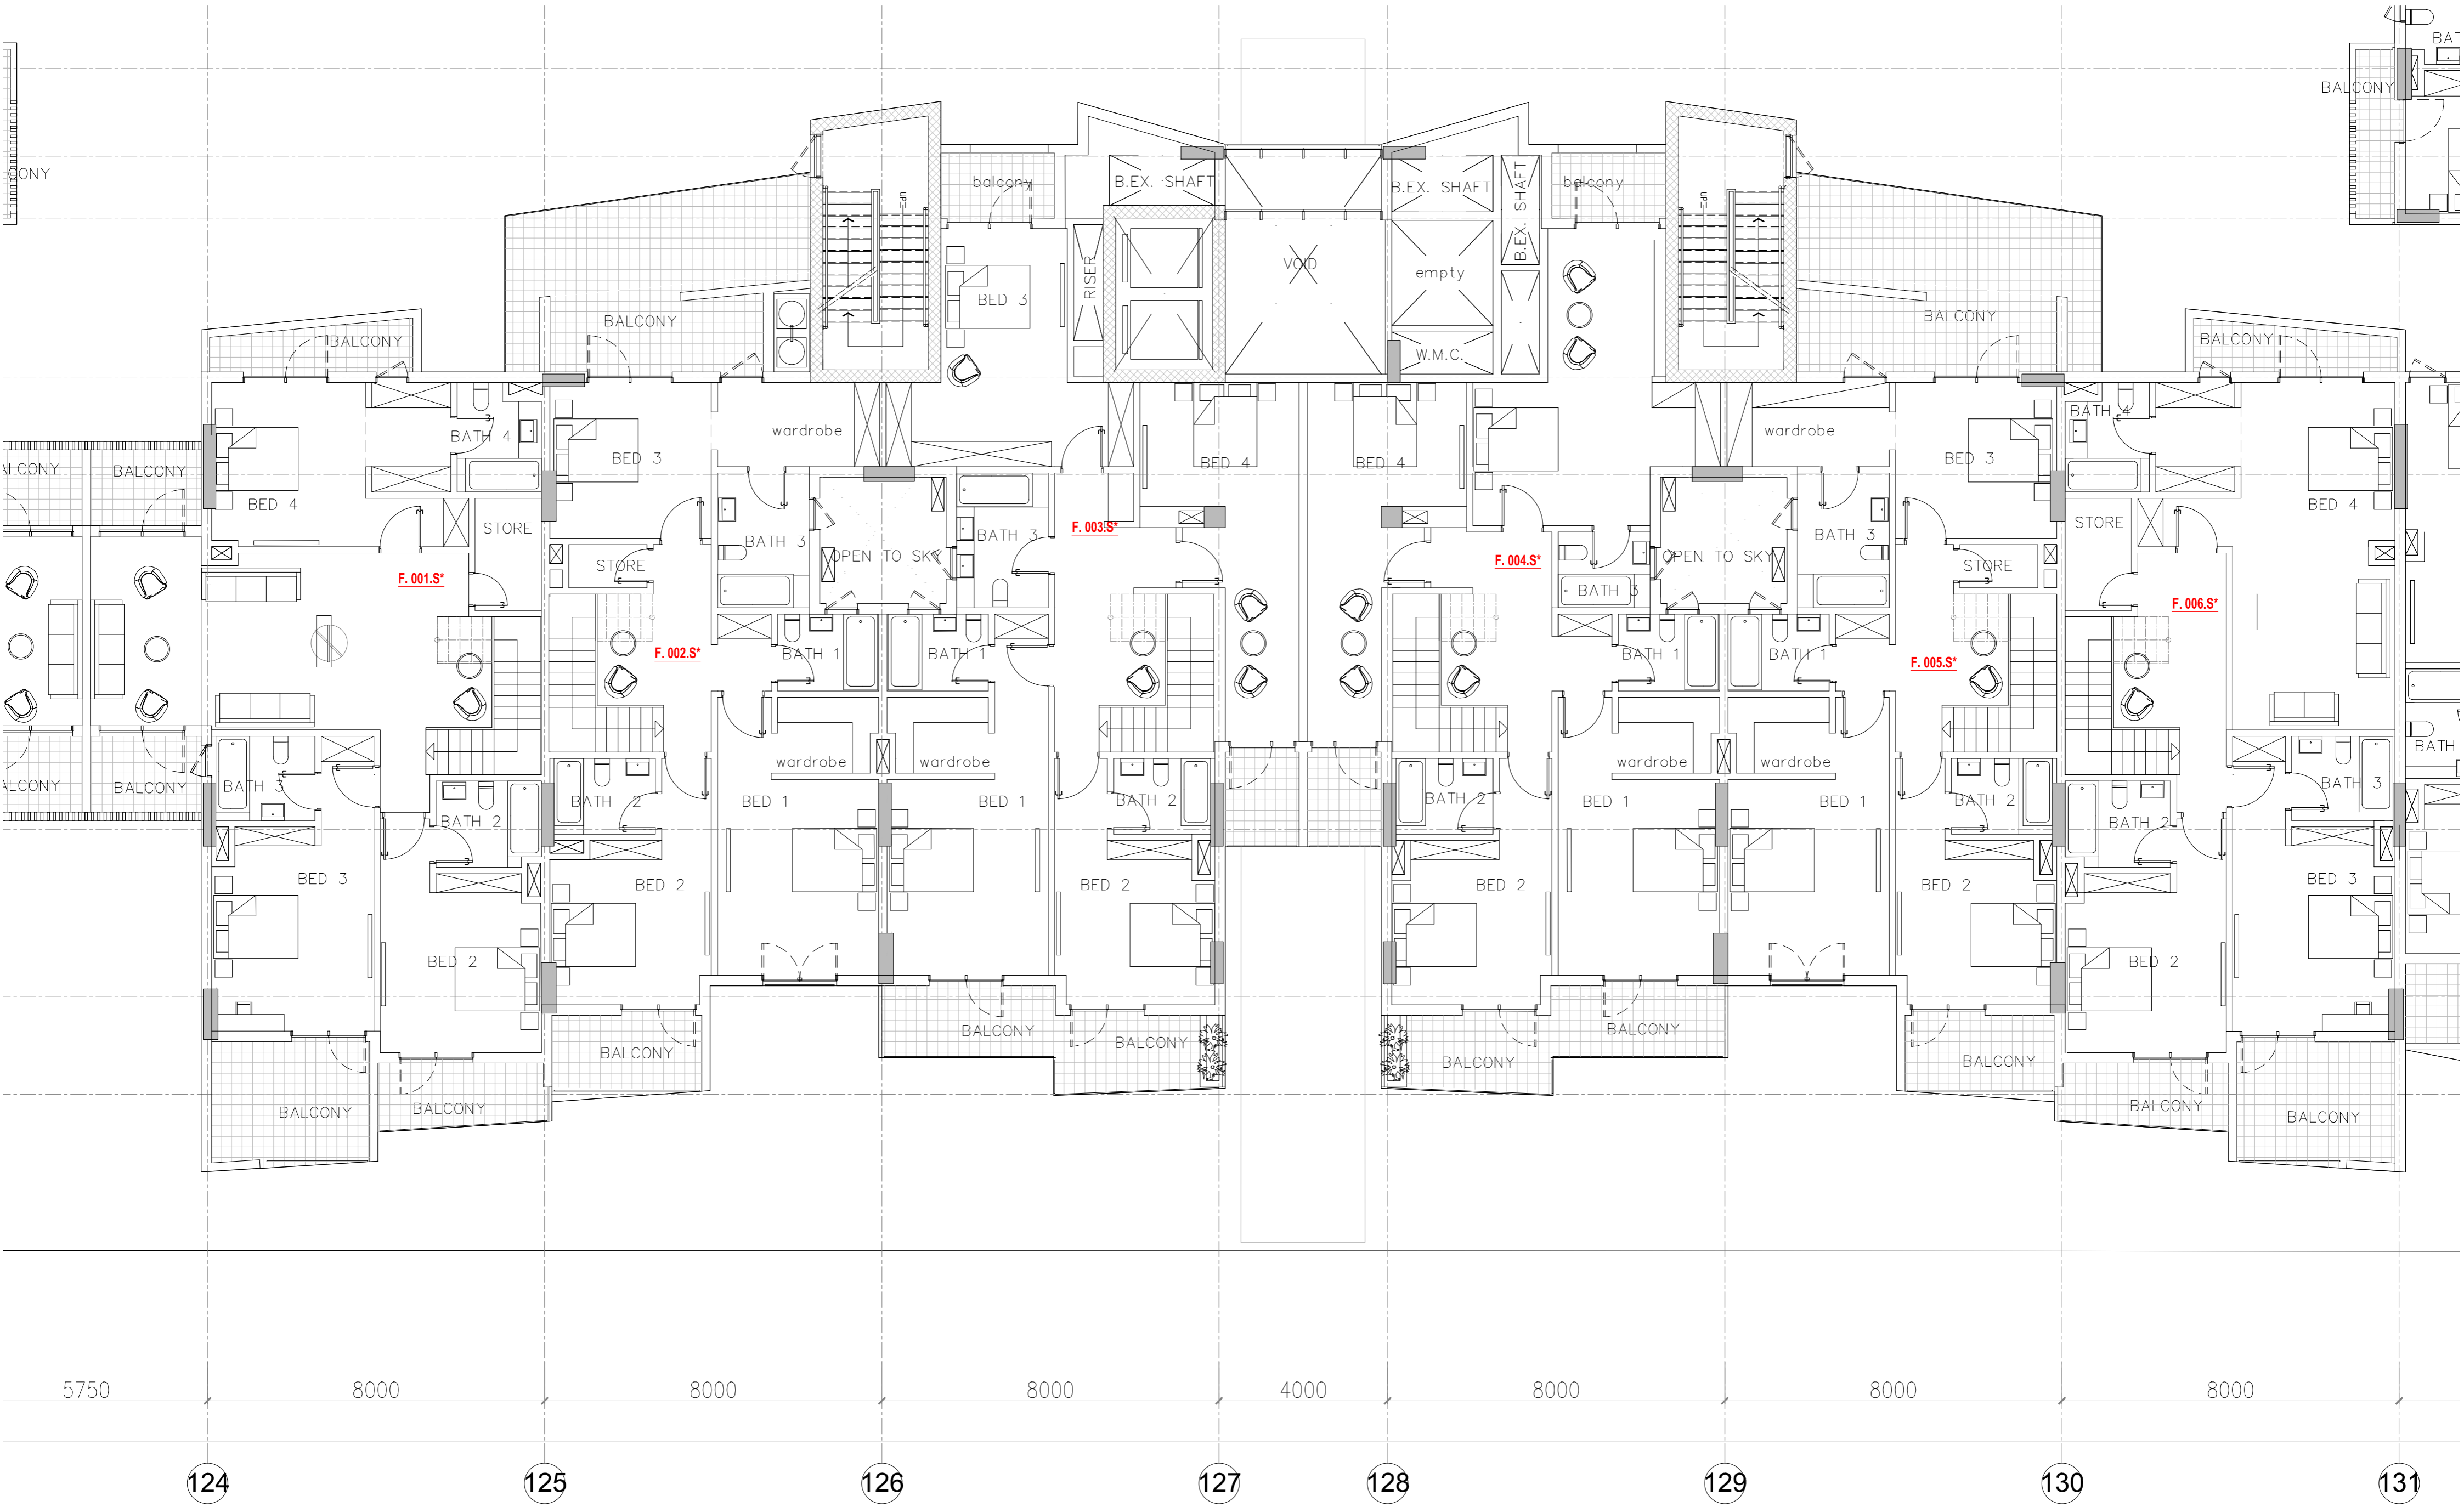 BAT
BALCONY
CONY
balcony
B.EX. SHAFT
B.EX. SHAFT
B.EX. SHAFT
balcony
dn
dn
VOID
empty
RISER
BED 3
BALCONY
BALCONY
BALCONY
BALCONY
W.M.C.
BATH 4
wardrobe
wardrobe
BATH 4
ALCONY
BALCONY
BED 3
BED 4
BED 4
BED 3
BED 4
BED 4
STORE
F. 003.S*
STORE
BATH 3
OPEN TO SKY
BATH 3
F. 004.S*
OPEN TO SKY
BATH 3
STORE
STORE
F. 001.S*
BATH 3
F. 006.S*
F. 002.S*
BATH 1
BATH 1
BATH 1
BATH 1
F. 005.S*
BATH
wardrobe
wardrobe
wardrobe
wardrobe
ALCONY
BALCONY
BATH 3
BATH 3
BATH 2
BED 1
BED 1
BATH 2
BATH 2
BED 1
BED 1
BATH 2
BATH 2
BATH 2
BED 3
BED 2
BED 2
BED 2
BED 2
BED 3
BED 2
BED 2
BALCONY
BALCONY
BALCONY
BALCONY
BALCONY
BALCONY
BALCONY
BALCONY
BALCONY
BALCONY
5750
8000
8000
8000
4000
8000
8000
8000
124
125
126
127
128
129
130
131